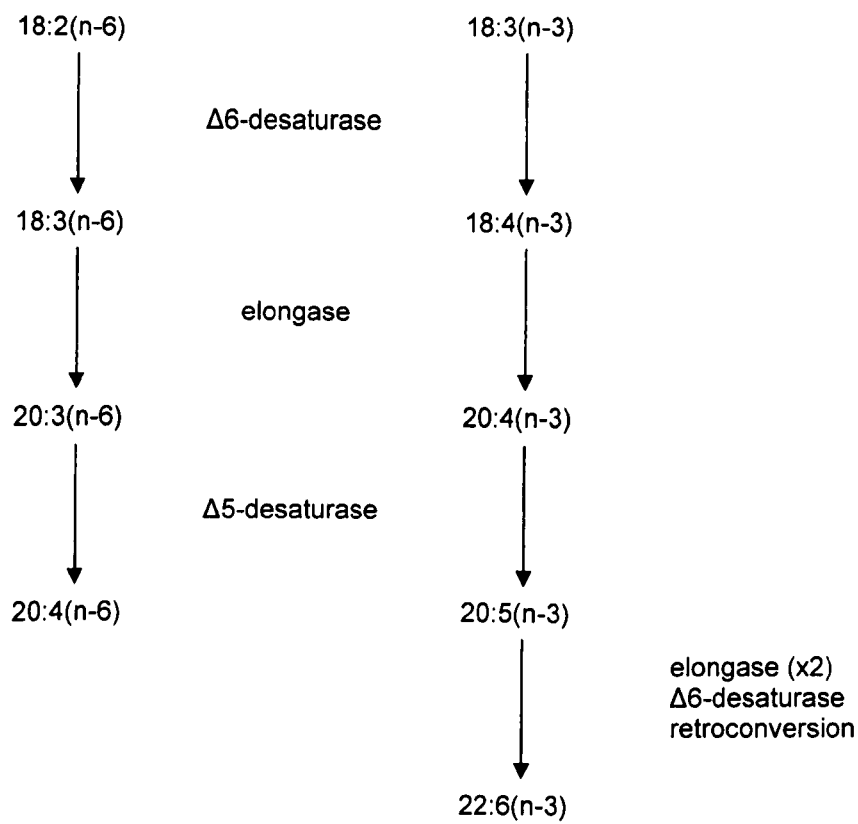 18:2(n-6)
18:3(n-3)
Δ6-desaturase
18:3(n-6)
18:4(n-3)
elongase
20:3(n-6)
20:4(n-3)
Δ5-desaturase
20:4(n-6)
20:5(n-3)
elongase (x2)
Δ6-desaturase
retroconversion
22:6(n-3)